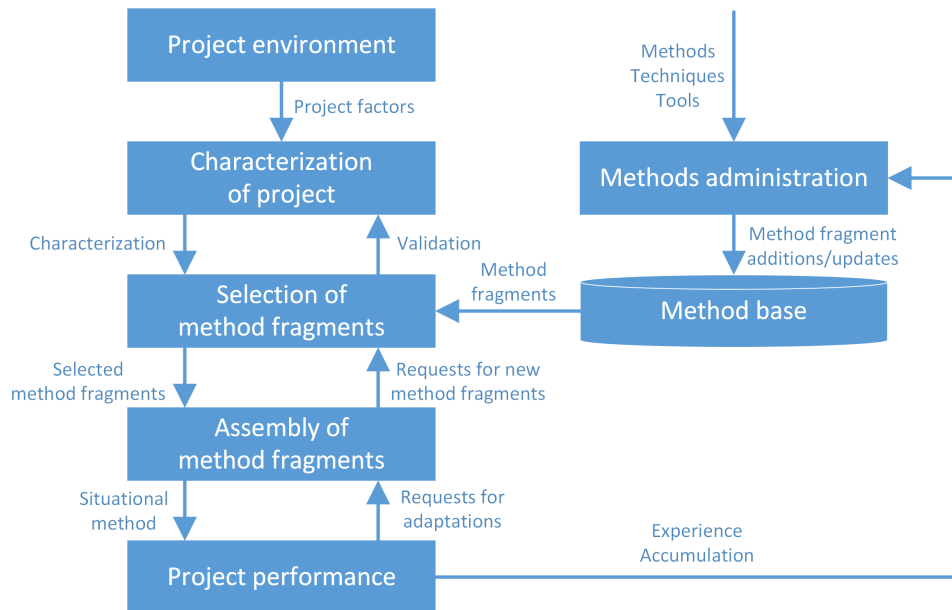 Project environment
Methods
Techniques
Tools
Project factors
Characterization
of project
Methods administration
Characterization
Validation
Method fragment
additions/updates
Method
fragments
Selection of
method fragments
Method base
Selected
method fragments
Requests for new
method fragments
Assembly of
method fragments
Situational
method
Requests for
adaptations
Experience
Accumulation
Project performance